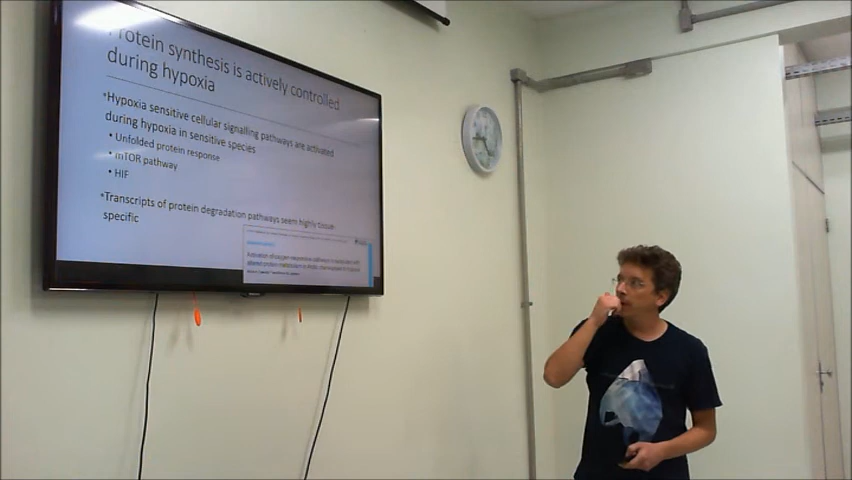 Protein synthesis is actively controlled
during hypoxia
•Hypoxia sensitive cellular signalling pathways are activated
during hypoxia in sensitive species
• Unfolded protein response
• mTOR pathway
• HIF
•Transcripts of protein degradation pathways seem highly tissue
specific